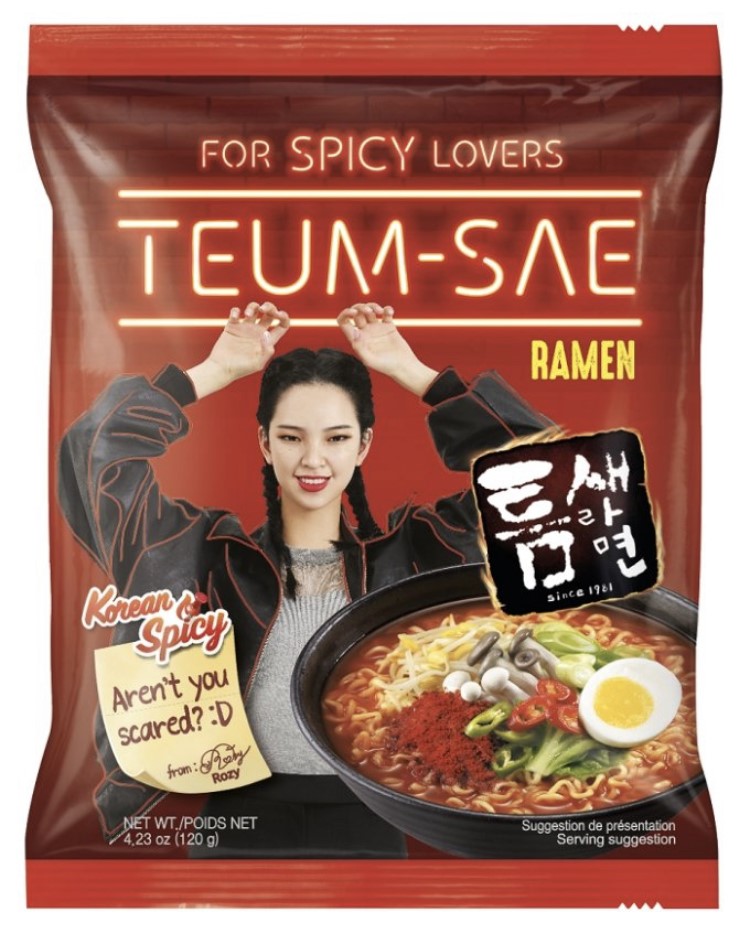 FOR SPICY LOVERS
TEUM-SAE
RAMEN
틈새
라면
since 1981
Korean
Spicy
Aren't you
scared? :D
from: Rozy
ROZY
NET WT./POIDS NET
4,23 oz (120 g)
Suggestion de présentation
Serving suggestion